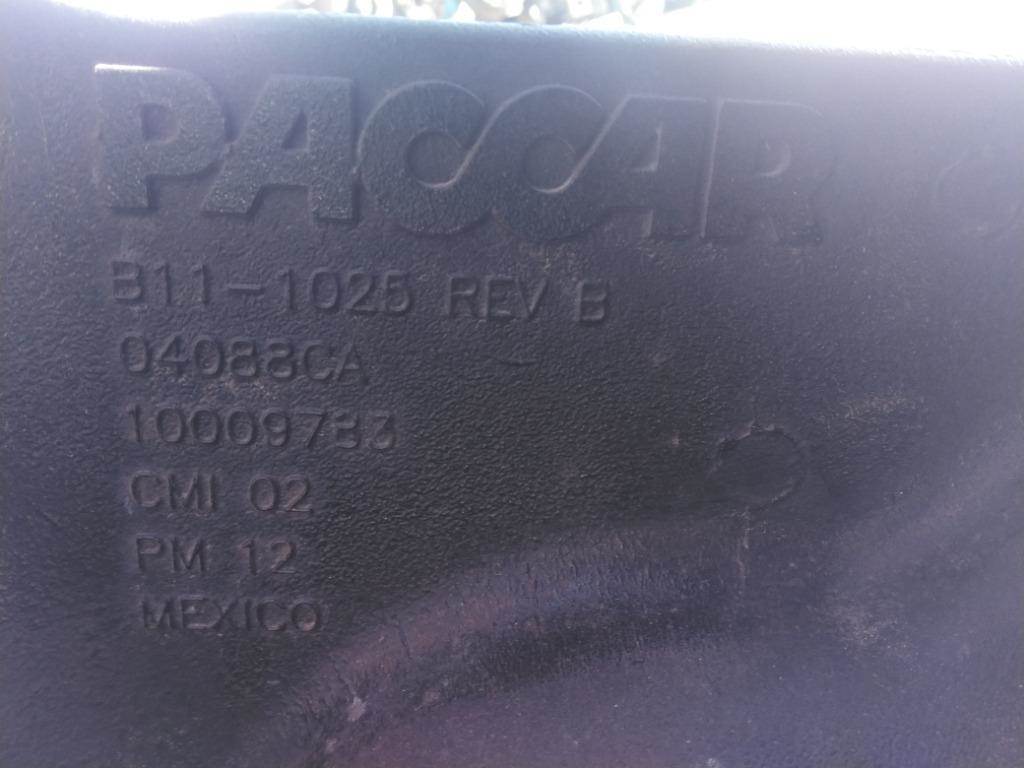 PACCAR
B11-1025 REV B
04088CA
10009733
CMI 02
PM 12
MEXICO